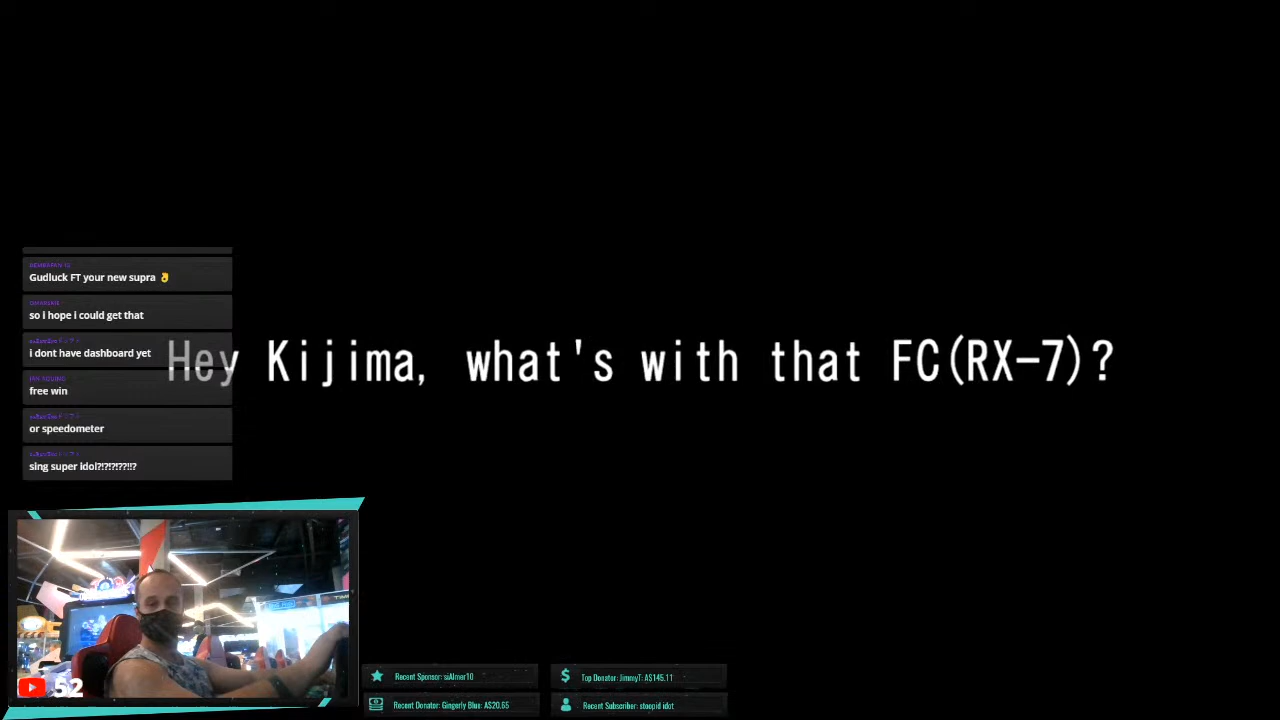 Gudluck FT your new supra 👌
so i hope i could get that
i dont have dashboard yet
Hey Kijima, what's with that FC(RX-7)?
free win
or speedometer
sing super idol?!?!?!??!!?
52
Recent Sponsor: siAlmer10
Top Donator: JimmyT: A$145.11
Recent Donator: Gingerly Blue: A$20.65
Recent Subscriber: stoopid idot